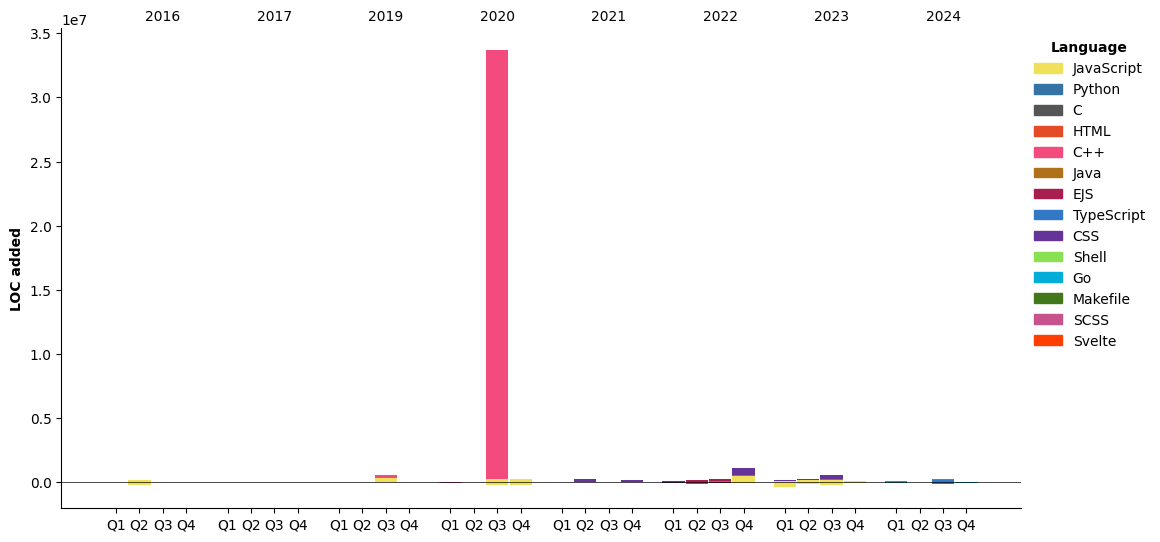 2016 2017 2019 2020 2021 2022 2023 2024
1e7
3.5
3.0
2.5
2.0
1.5
1.0
0.5
0.0
LOC added
Q1 Q2 Q3 Q4 Q1 Q2 Q3 Q4 Q1 Q2 Q3 Q4 Q1 Q2 Q3 Q4 Q1 Q2 Q3 Q4 Q1 Q2 Q3 Q4 Q1 Q2 Q3 Q4 Q1 Q2 Q3 Q4
Language
JavaScript
Python
C
HTML
C++
Java
EJS
TypeScript
CSS
Shell
Go
Makefile
SCSS
Svelte